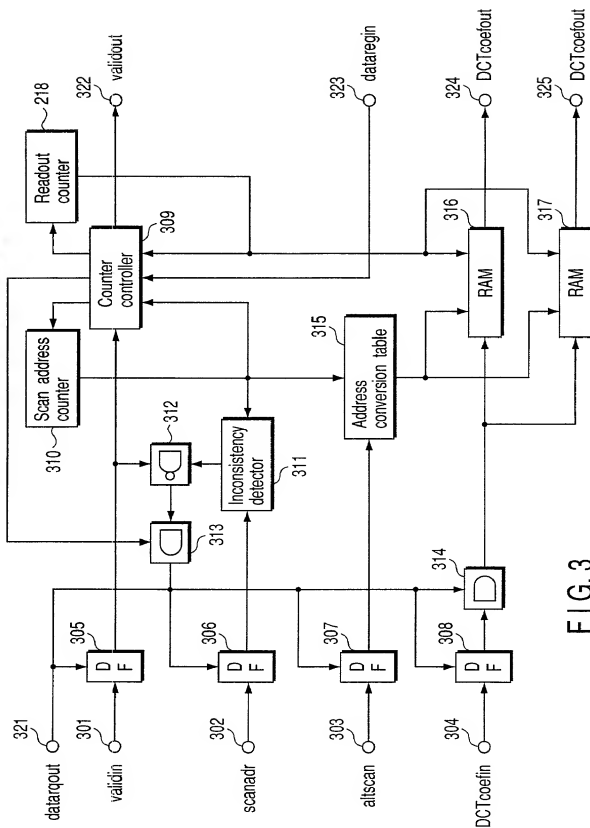 321
datarqout
301
validin
302
scanadr
303
altscan
304
DCTcoefin
305
D F
306
D F
307
D F
308
D F
310
Scan address
counter
313
312
Inconsistency
detector
311
314
315
Address
conversion table
218
Readout
counter
Counter
controller
309
316
RAM
317
RAM
322
validout
323
dataregin
324
DCTcoefout
325
DCTcoefout
FIG. 3